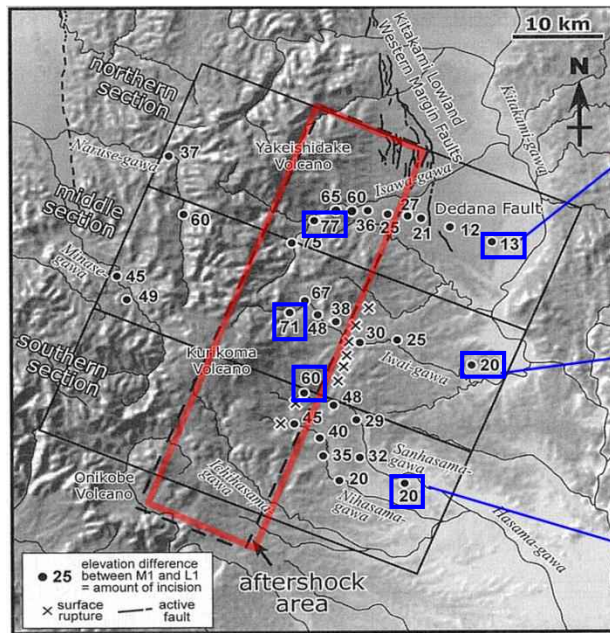 10 km
N
northern
section
Kitakami Lowland
Western Margin Faults
Kitakami-gawa
Naruse-gawa
37
Yakeishidake
Volcano
Isawa-gawa
middle
section
60
65
60
27
Dedana Fault
77
36
25
21
12
13
75
Minase-
gawa
45
49
67
71
48
38
30
25
Iwai-gawa
20
southern
section
Kurikoma
Volcano
60
48
45
29
40
Sanhasama-
gawa
35
32
20
20
Onikobe
Volcano
Ichihasama-
gawa
Nihasama-
gawa
Hasama-gawa
aftershock
area
25
elevation difference
between M1 and L1
= amount of incision
surface
rupture
active
fault